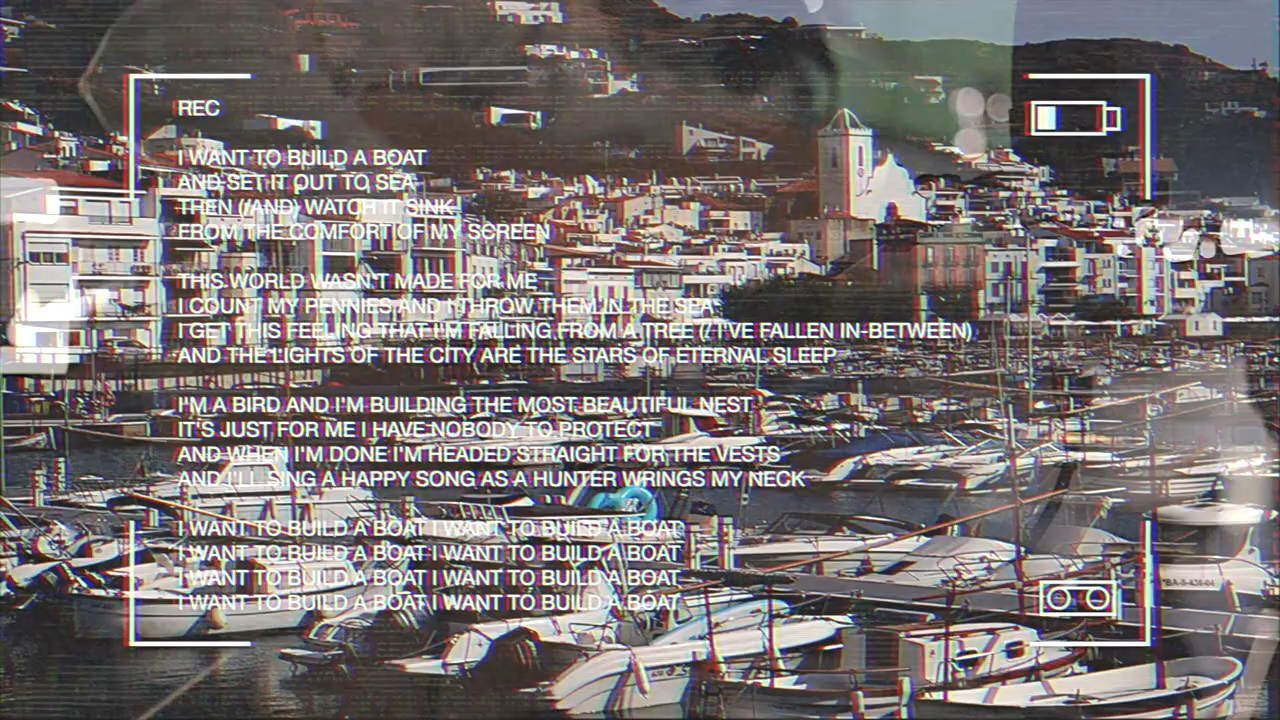 REC
I WANT TO BUILD A BOAT
AND SET IT OUT TO SEA
THEN (/AND) WATCH IT SINK
FROM THE COMFORT OF MY SCREEN
THIS WORLD WASN'T MADE FOR ME
I COUNT MY PENNIES AND I THROW THEM IN THE SEA
I GET THIS FEELING THAT I'M FALLING FROM A TREE (/ I'VE FALLEN IN-BETWEEN)
AND THE LIGHTS OF THE CITY ARE THE STARS OF ETERNAL SLEEP
I'M A BIRD AND I'M BUILDING THE MOST BEAUTIFUL NEST
IT'S JUST FOR ME I HAVE NOBODY TO PROTECT
AND WHEN I'M DONE I'M HEADED STRAIGHT FOR THE VESTS
AND I'LL SING A HAPPY SONG AS A HUNTER WRINGS MY NECK
I WANT TO BUILD A BOAT I WANT TO BUILD A BOAT
I WANT TO BUILD A BOAT I WANT TO BUILD A BOAT
I WANT TO BUILD A BOAT I WANT TO BUILD A BOAT
I WANT TO BUILD A BOAT I WANT TO BUILD A BOAT